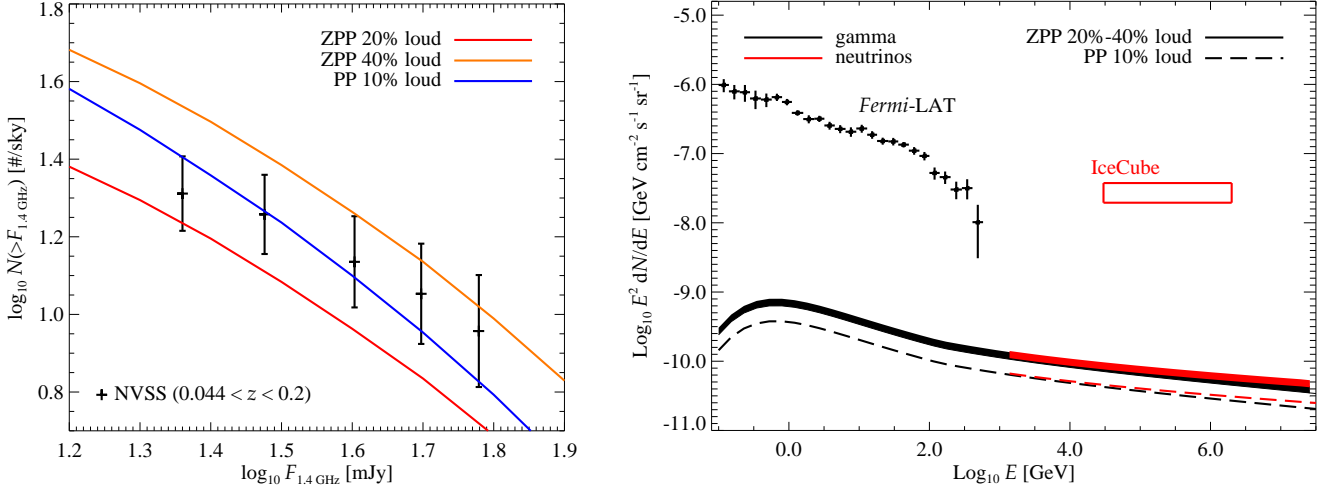 1.8
1.6
1.4
1.2
1.0
0.8
log₁₀ N(>F₁.₄ GHz) [#/sky]
ZPP 20% loud
ZPP 40% loud
PP 10% loud
NVSS (0.044 < z < 0.2)
1.2 1.3 1.4 1.5 1.6 1.7 1.8 1.9
log₁₀ F₁.₄ GHz [mJy]
-5.0
-6.0
-7.0
-8.0
-9.0
-10.0
-11.0
Log₁₀ E² dN/dE [GeV cm⁻² s⁻¹ sr⁻¹]
gamma
neutrinos
ZPP 20%-40% loud
PP 10% loud
Fermi-LAT
IceCube
0.0 2.0 4.0 6.0
Log₁₀ E [GeV]